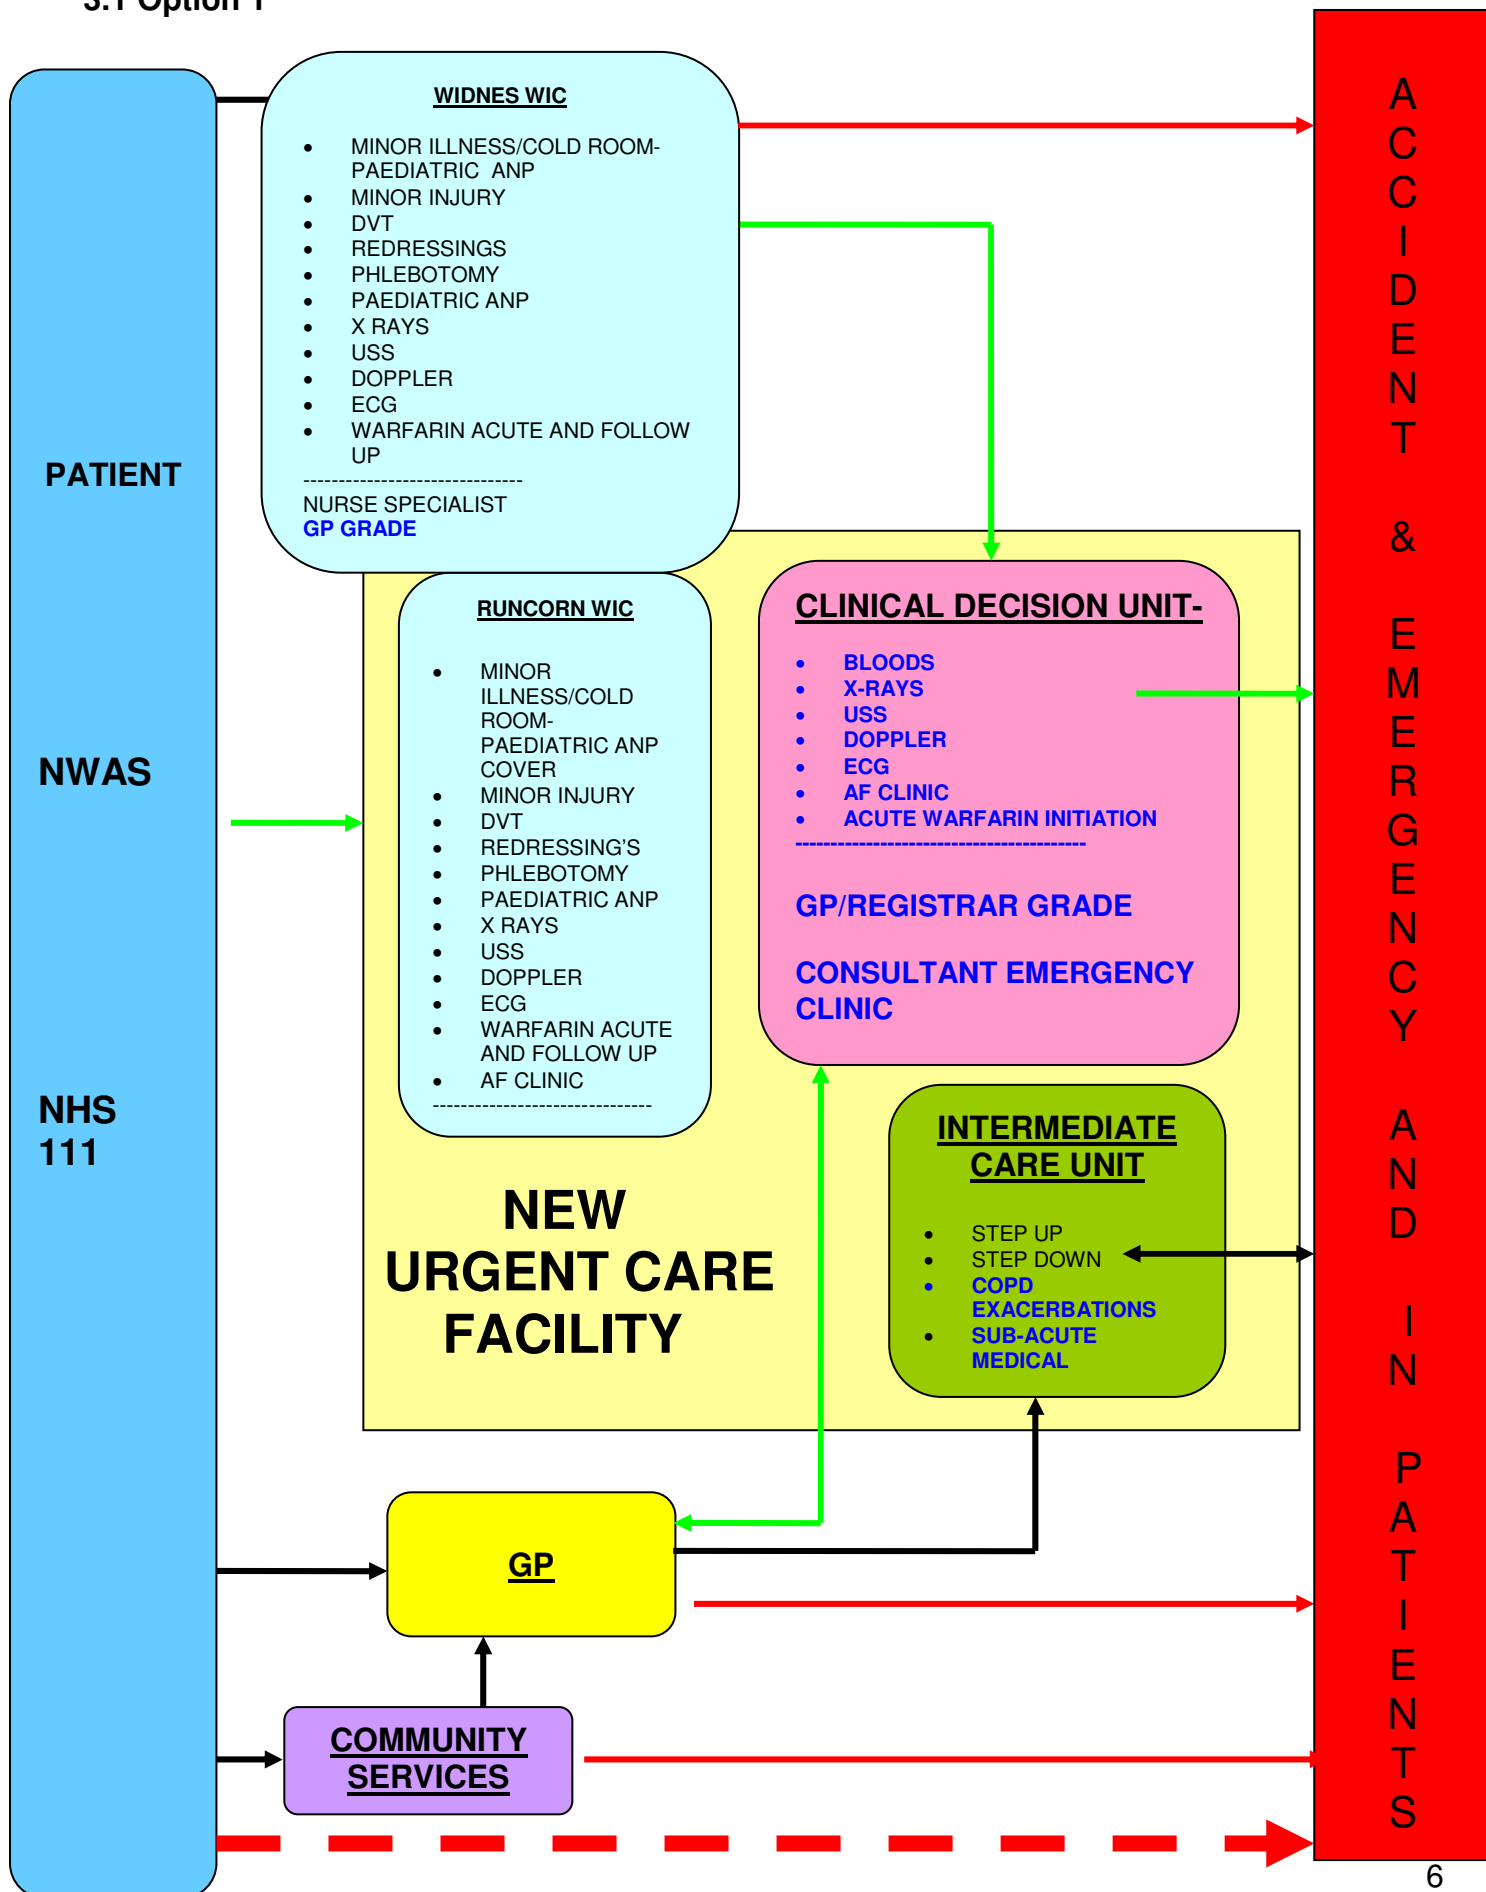 3.1 Option 1
PATIENT
NWAS
NHS
111
WIDNES WIC
• MINOR ILLNESS/COLD ROOM-
PAEDIATRIC ANP
• MINOR INJURY
• DVT
• REDRESSINGS
• PHLEBOTOMY
• PAEDIATRIC ANP
• X RAYS
• USS
• DOPPLER
• ECG
• WARFARIN ACUTE AND FOLLOW
UP
-------------------------------
NURSE SPECIALIST
GP GRADE
RUNCORN WIC
• MINOR
ILLNESS/COLD
ROOM-
PAEDIATRIC ANP
COVER
• MINOR INJURY
• DVT
• REDRESSING'S
• PHLEBOTOMY
• PAEDIATRIC ANP
• X RAYS
• USS
• DOPPLER
• ECG
• WARFARIN ACUTE
AND FOLLOW UP
• AF CLINIC
-------------------------------
CLINICAL DECISION UNIT-
• BLOODS
• X-RAYS
• USS
• DOPPLER
• ECG
• AF CLINIC
• ACUTE WARFARIN INITIATION
-----------------------------------------
GP/REGISTRAR GRADE
CONSULTANT EMERGENCY
CLINIC
INTERMEDIATE
CARE UNIT
• STEP UP
• STEP DOWN
• COPD
EXACERBATIONS
• SUB-ACUTE
MEDICAL
NEW
URGENT CARE
FACILITY
GP
COMMUNITY
SERVICES
A
C
C
I
D
E
N
T
&
E
M
E
R
G
E
N
C
Y
A
N
D
I
N
P
A
T
I
E
N
T
S
6